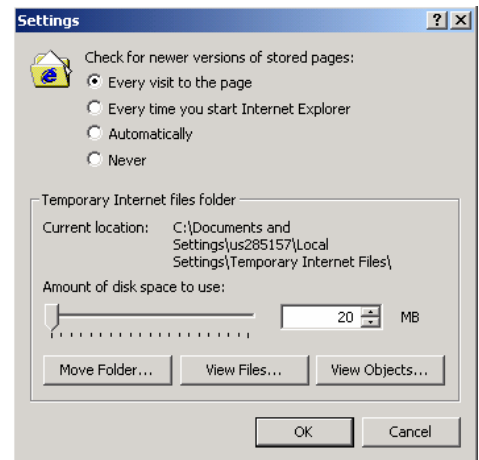 Settings
Check for newer versions of stored pages:
Every visit to the page
Every time you start Internet Explorer
Automatically
Never
Temporary Internet files folder
Current location: C:\Documents and
Settings\us285157\Local
Settings\Temporary Internet Files\
Amount of disk space to use:
20 MB
Move Folder... View Files... View Objects...
OK Cancel